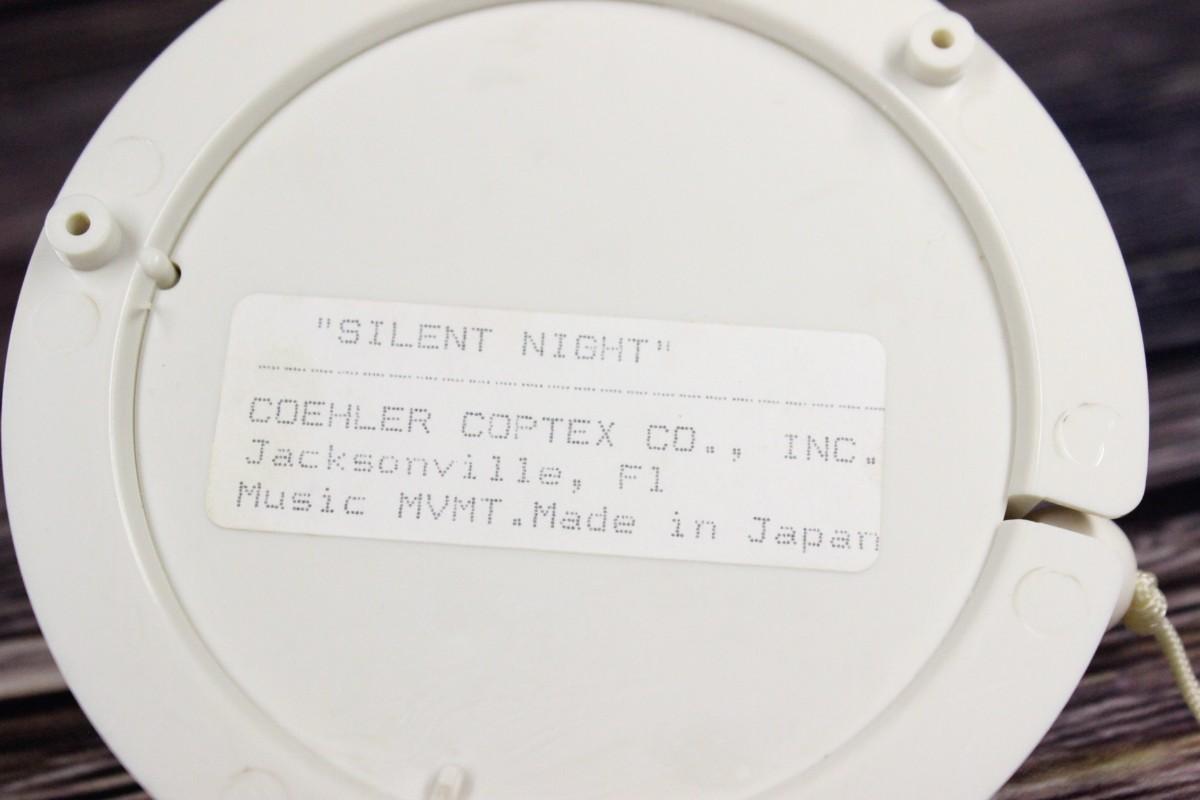 "SILENT NIGHT"
COEHLER COPTEX CO., INC.
Jacksonville, Fl
Music MVMT.Made in Japan